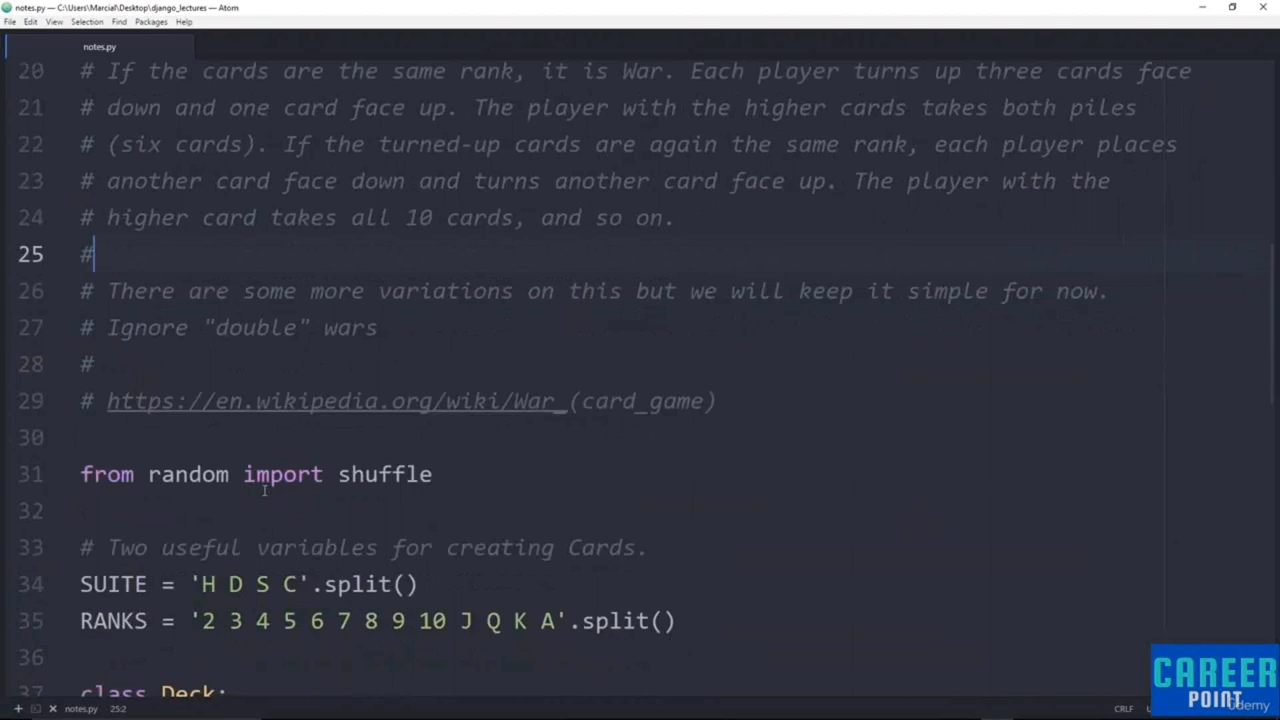 notes.py — C:\Users\Marcial\Desktop\django_lectures — Atom
File Edit View Selection Find Packages Help
notes.py
20 # If the cards are the same rank, it is War. Each player turns up three cards face
21 # down and one card face up. The player with the higher cards takes both piles
22 # (six cards). If the turned-up cards are again the same rank, each player places
23 # another card face down and turns another card face up. The player with the
24 # higher card takes all 10 cards, and so on.
25 #
26 # There are some more variations on this but we will keep it simple for now.
27 # Ignore "double" wars
28 #
29 # https://en.wikipedia.org/wiki/War_(card_game)
30
31 from random import shuffle
32
33 # Two useful variables for creating Cards.
34 SUITE = 'H D S C'.split()
35 RANKS = '2 3 4 5 6 7 8 9 10 J Q K A'.split()
36
37 class Deck:
notes.py 25:2 CRLF
CAREER
POINT
Udemy